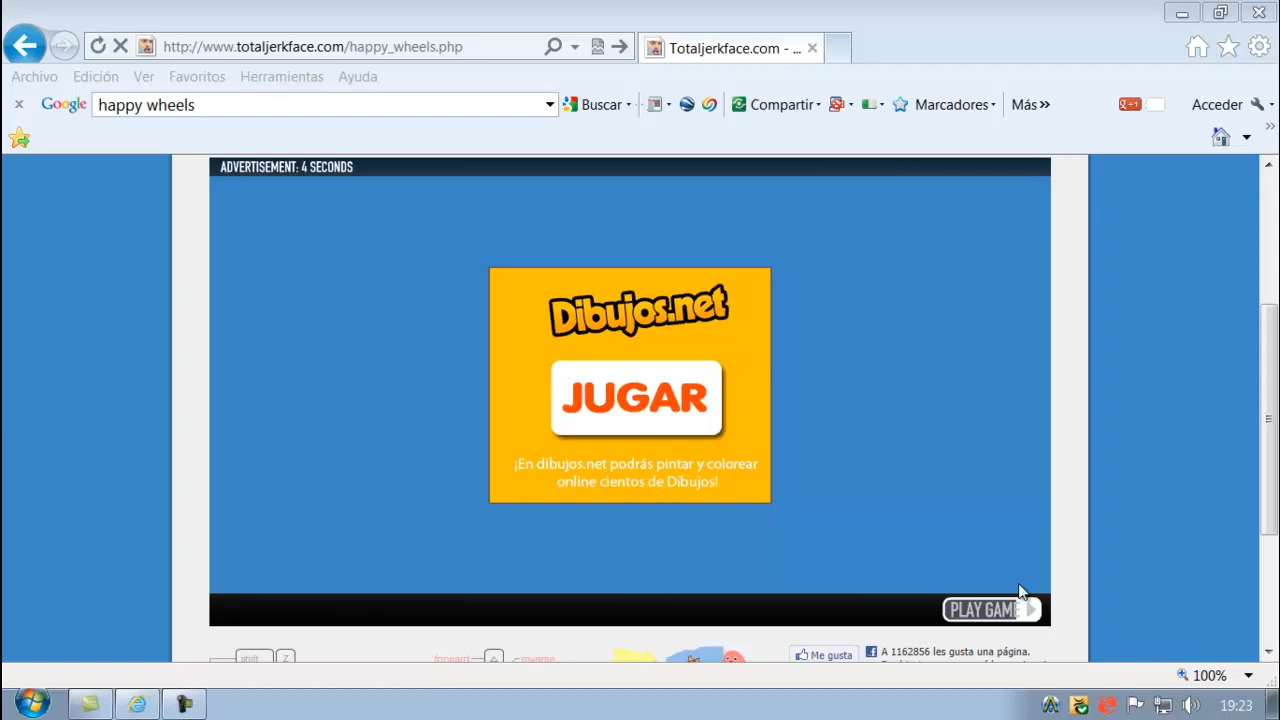 http://www.totaljerkface.com/happy_wheels.php
Totaljerkface.com - ...
Archivo Edición Ver Favoritos Herramientas Ayuda
x Google happy wheels Buscar Compartir Marcadores Más» +1 Acceder
ADVERTISEMENT: 4 SECONDS
Dibujos.net
JUGAR
¡En dibujos.net podrás pintar y colorear
online cientos de Dibujos!
PLAY GAME
shift Z forward reverse Me gusta A 1162856 les gusta una página.
100%
19:23